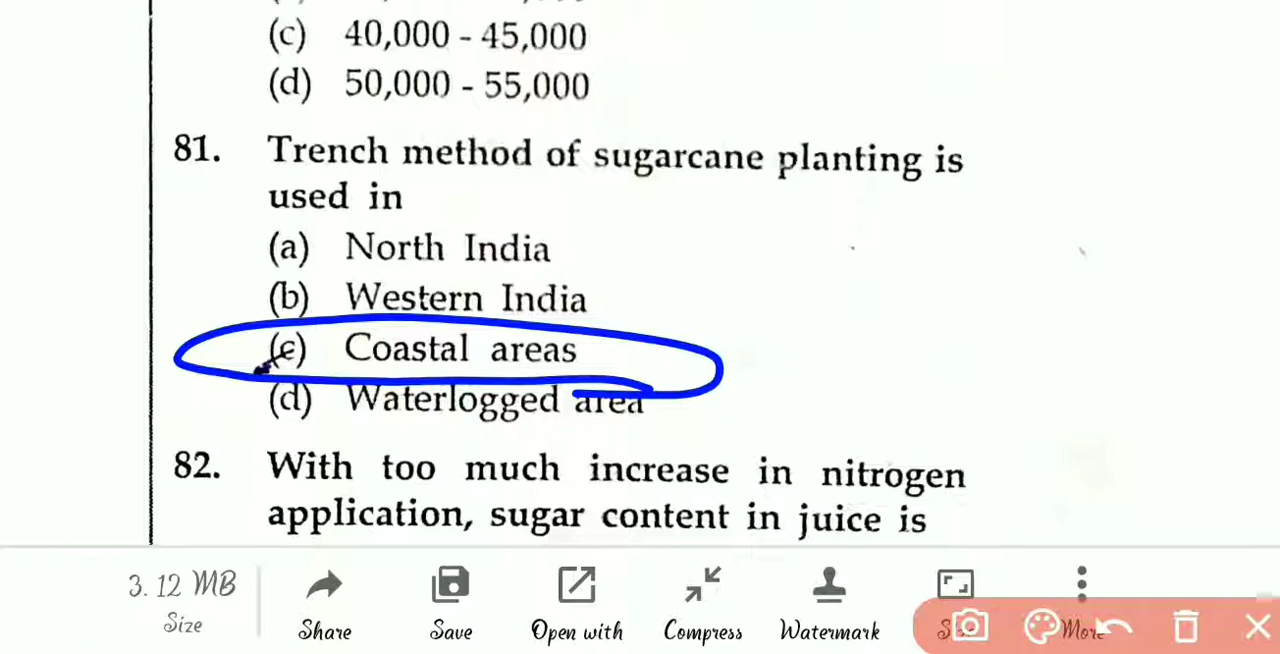 (c) 40,000 - 45,000
(d) 50,000 - 55,000
81. Trench method of sugarcane planting is
used in
(a) North India
(b) Western India
(c) Coastal areas
(d) Waterlogged area
82. With too much increase in nitrogen
application, sugar content in juice is
3.12 MB
Size
Share
Save
Open with
Compress
Watermark
More